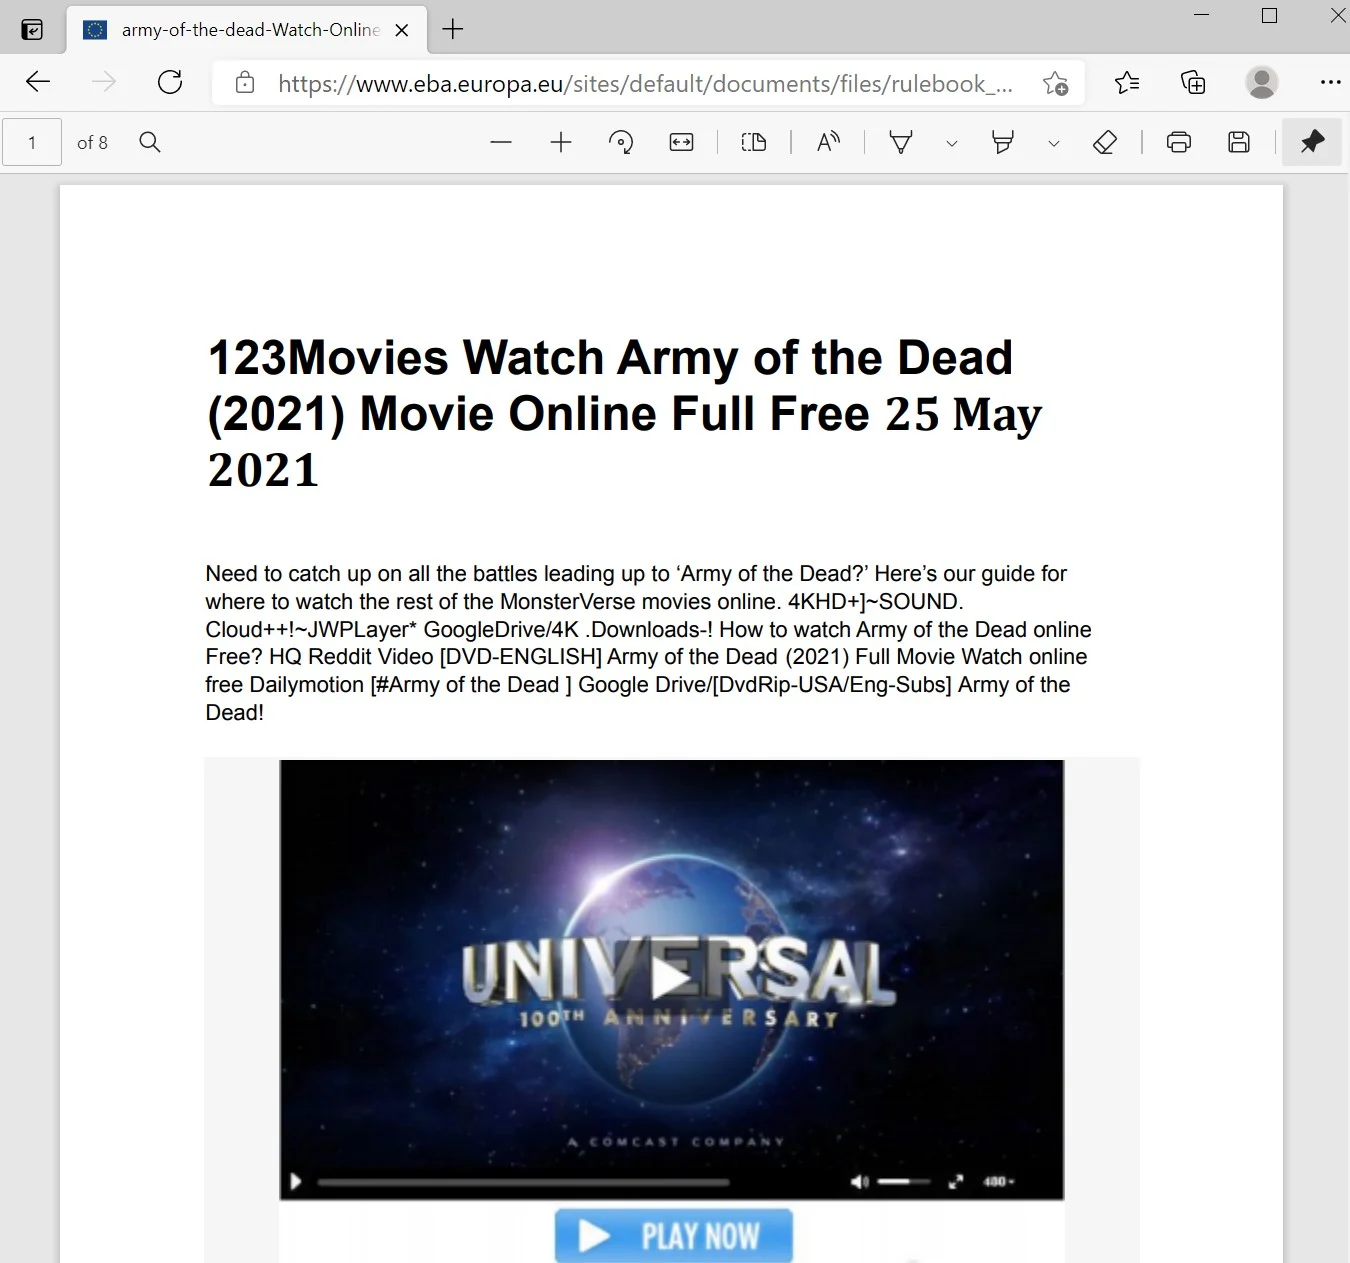 army-of-the-dead-Watch-Online
https://www.eba.europa.eu/sites/default/documents/files/rulebook_...
1 of 8
123Movies Watch Army of the Dead
(2021) Movie Online Full Free 25 May
2021
Need to catch up on all the battles leading up to ‘Army of the Dead?’ Here’s our guide for
where to watch the rest of the MonsterVerse movies online. 4KHD+]~SOUND.
Cloud++!~JWPLayer* GoogleDrive/4K .Downloads-! How to watch Army of the Dead online
Free? HQ Reddit Video [DVD-ENGLISH] Army of the Dead (2021) Full Movie Watch online
free Dailymotion [#Army of the Dead ] Google Drive/[DvdRip-USA/Eng-Subs] Army of the
Dead!
UNIVERSAL
100TH ANNIVERSARY
A COMCAST COMPANY
480
PLAY NOW